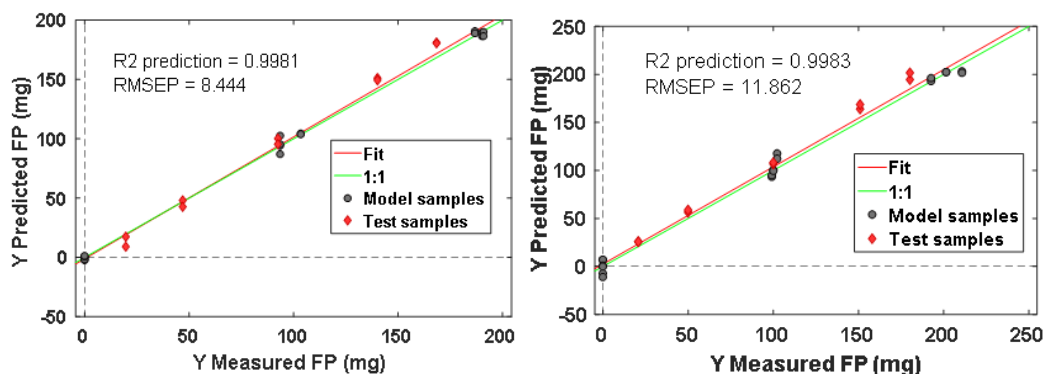 200
150
100
50
0
-50
Y Predicted FP (mg)
R2 prediction = 0.9981
RMSEP = 8.444
Fit
1:1
Model samples
Test samples
0 50 100 150 200
Y Measured FP (mg)
250
200
150
100
50
0
-50
Y Predicted FP (mg)
R2 prediction = 0.9983
RMSEP = 11.862
Fit
1:1
Model samples
Test samples
0 50 100 150 200 250
Y Measured FP (mg)